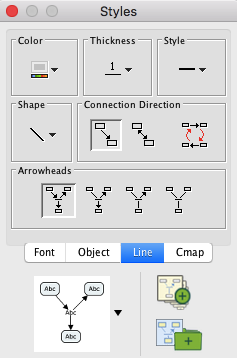 Styles
Color Thickness Style
1
Shape Connection Direction
Arrowheads
Font Object Line Cmap
Abc Abc
Abc
Abc